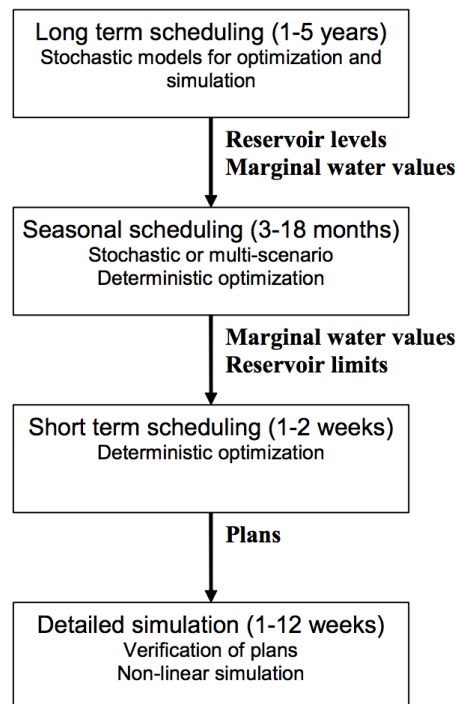 Long term scheduling (1-5 years)
Stochastic models for optimization and
simulation
Reservoir levels
Marginal water values
Seasonal scheduling (3-18 months)
Stochastic or multi-scenario
Deterministic optimization
Marginal water values
Reservoir limits
Short term scheduling (1-2 weeks)
Deterministic optimization
Plans
Detailed simulation (1-12 weeks)
Verification of plans
Non-linear simulation